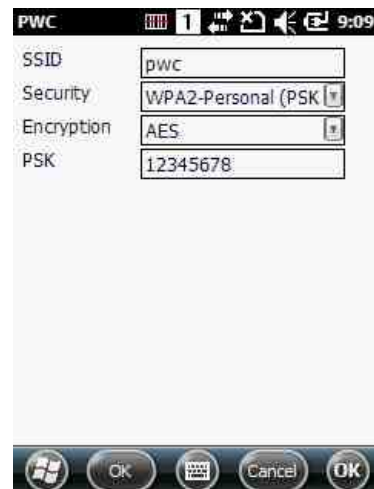 PWC 1 9:09
SSID pwc
Security WPA2-Personal (PSK
Encryption AES
PSK 12345678
OK Cancel OK